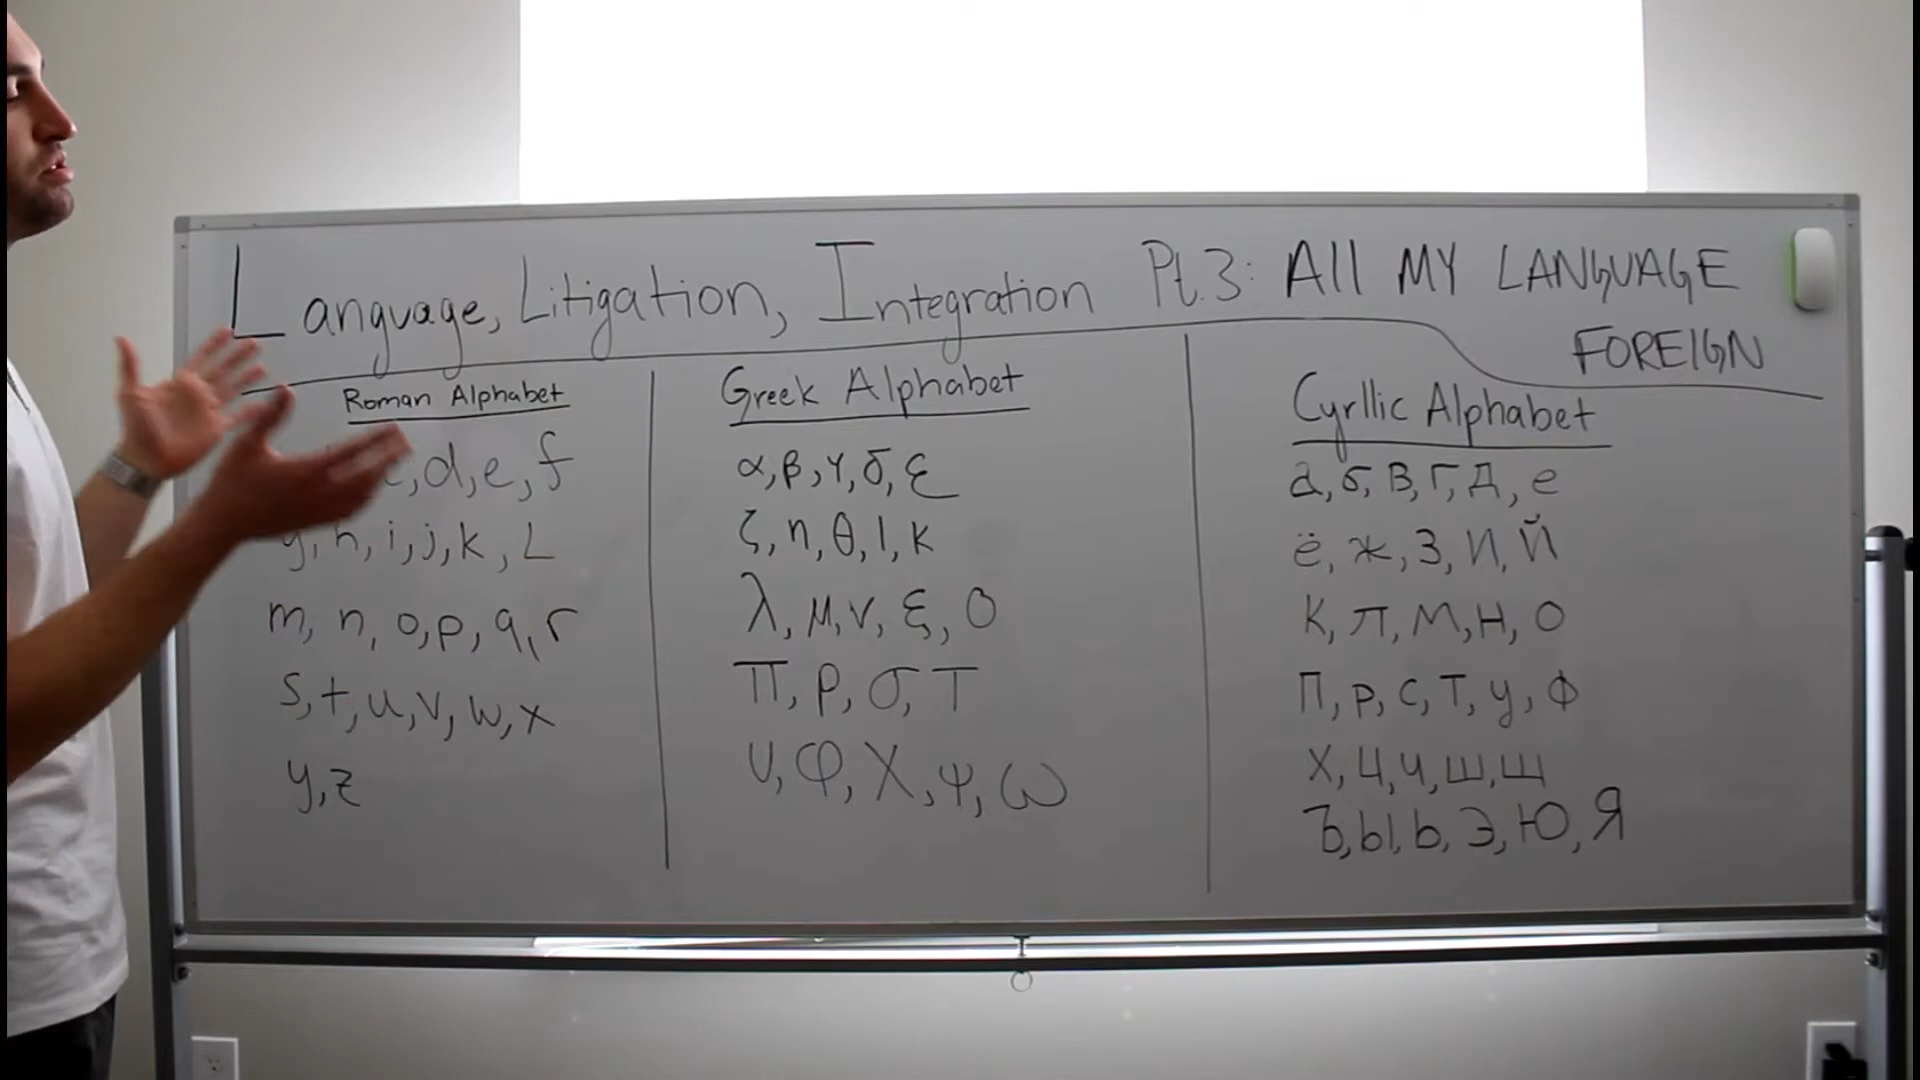 Language, Litigation, Integration Pt.3: All MY LANGUAGE
FOREIGN
Roman Alphabet
c,d,e,f
g,h,i,j,k,L
m,n,o,p,q,r
s,t,u,v,w,x
y,z
Greek Alphabet
α,β,γ,δ,ε
ζ,η,θ,ι,κ
λ,μ,ν,ξ,ο
π,ρ,σ,τ
υ,φ,χ,ψ,ω
Cyrllic Alphabet
а,б,в,г,д,е
ё,ж,з,и,й
к,л,м,н,о
п,р,с,т,у,ф
х,ц,ч,ш,щ
ъ,ы,ь,э,ю,я